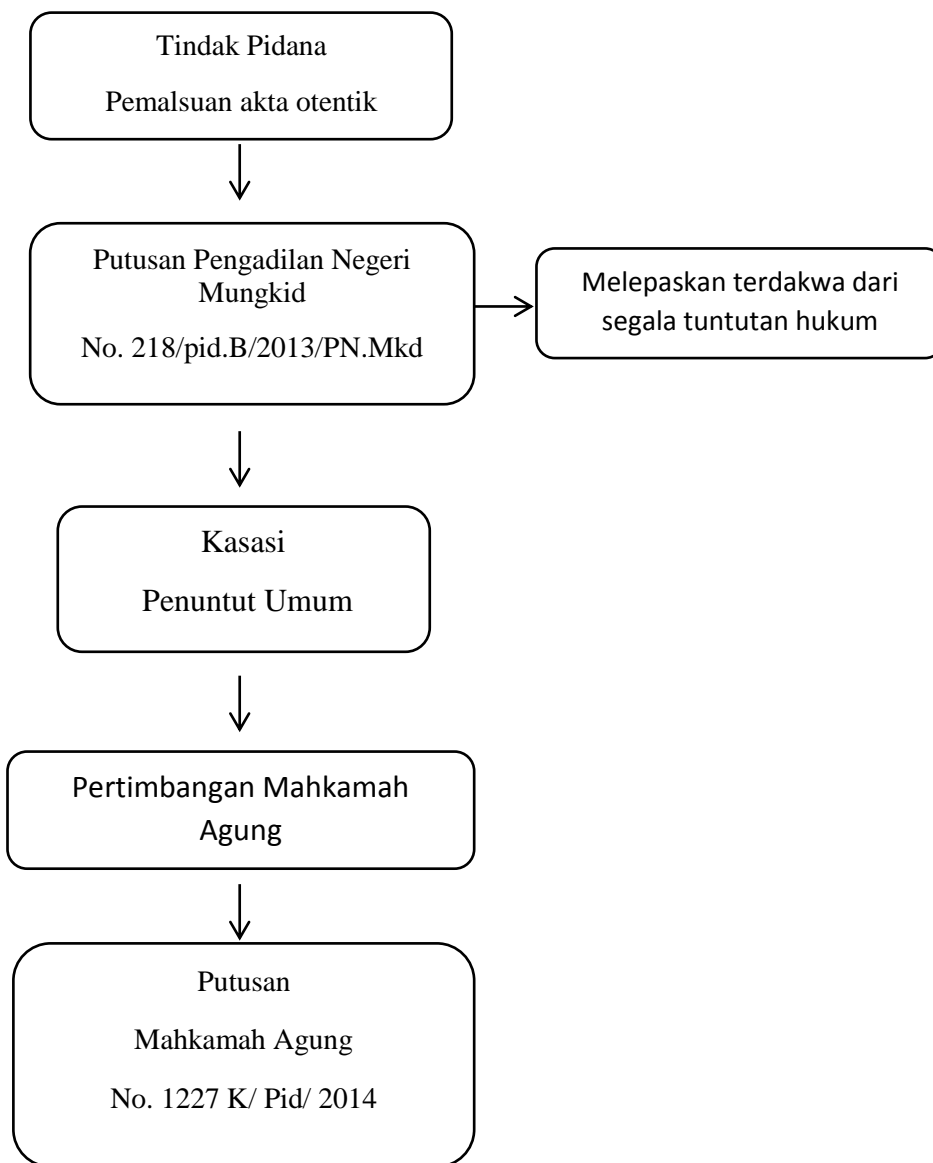 Tindak Pidana
Pemalsuan akta otentik
Putusan Pengadilan Negeri
Mungkid
No. 218/pid.B/2013/PN.Mkd
Melepaskan terdakwa dari
segala tuntutan hukum
Kasasi
Penuntut Umum
Pertimbangan Mahkamah
Agung
Putusan
Mahkamah Agung
No. 1227 K/ Pid/ 2014